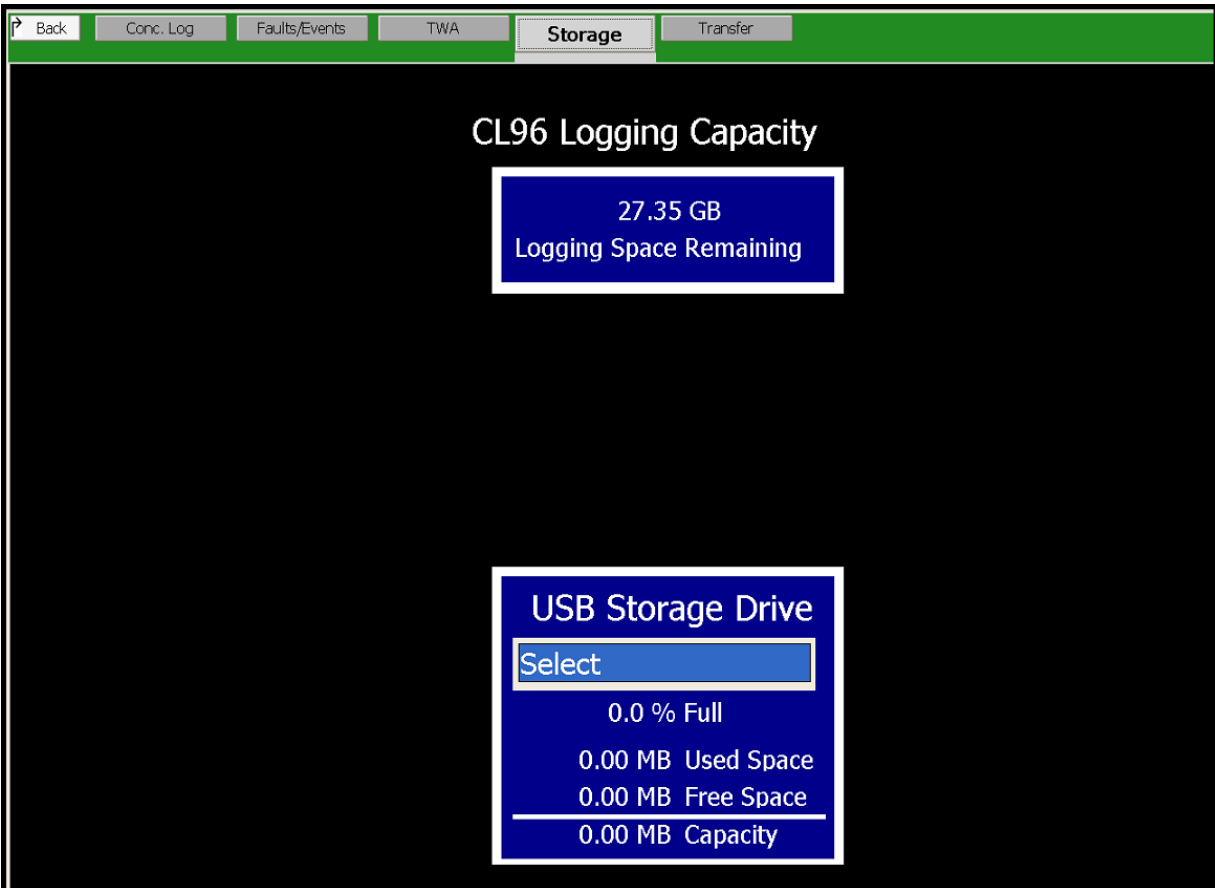 Back Conc. Log Faults/Events TWA Storage Transfer
CL96 Logging Capacity
27.35 GB
Logging Space Remaining
USB Storage Drive
Select
0.0 % Full
0.00 MB Used Space
0.00 MB Free Space
0.00 MB Capacity